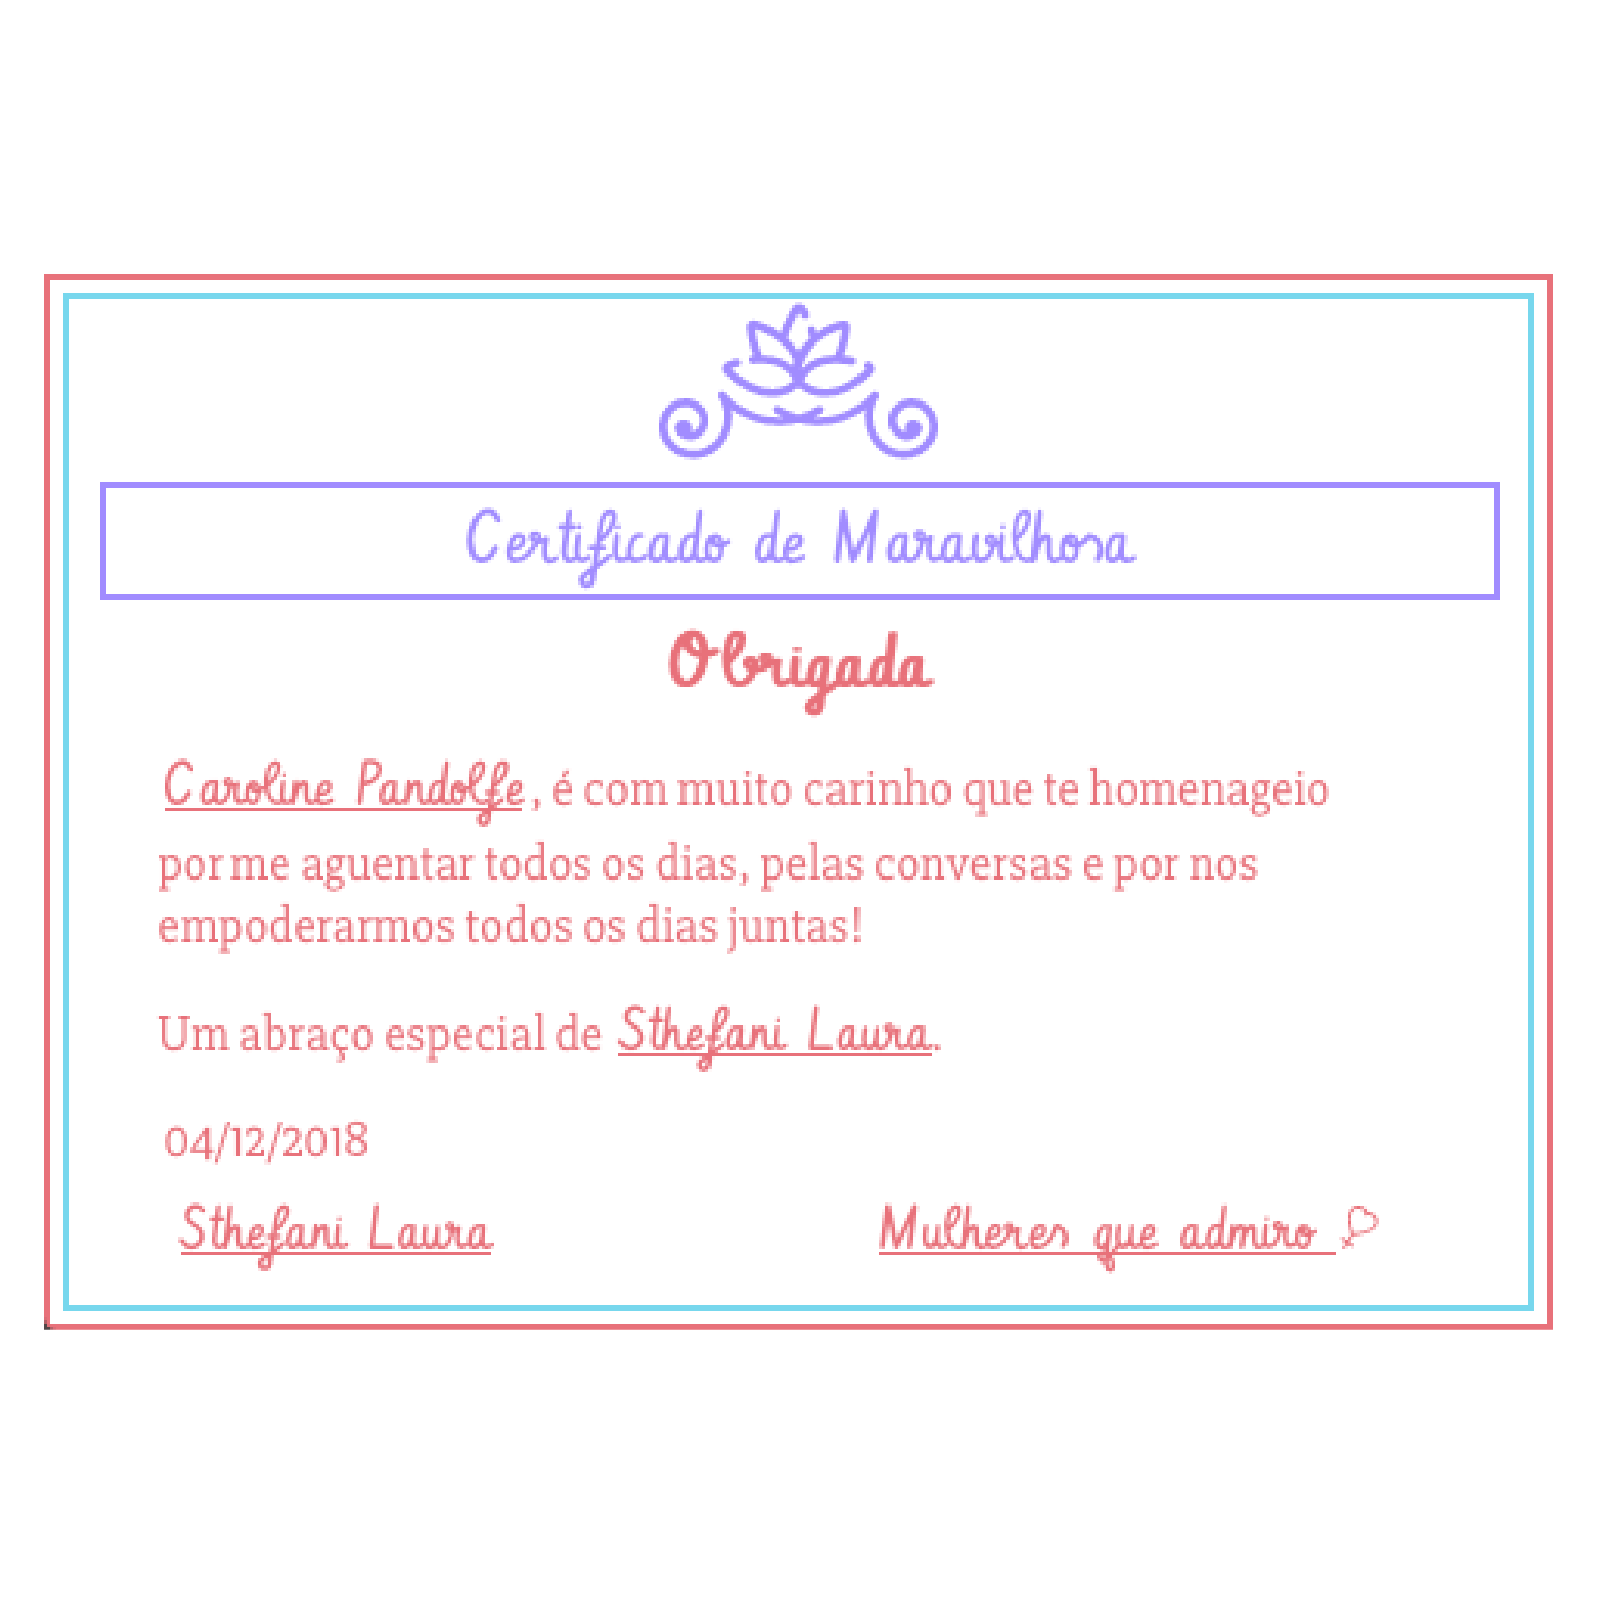 Certificado de Maravilhosa
Obrigada
Caroline Pandolfe, é com muito carinho que te homenageio
por me aguentar todos os dias, pelas conversas e por nos
empoderarmos todos os dias juntas!
Um abraço especial de Sthefani Laura.
04/12/2018
Sthefani Laura
Mulheres que admiro